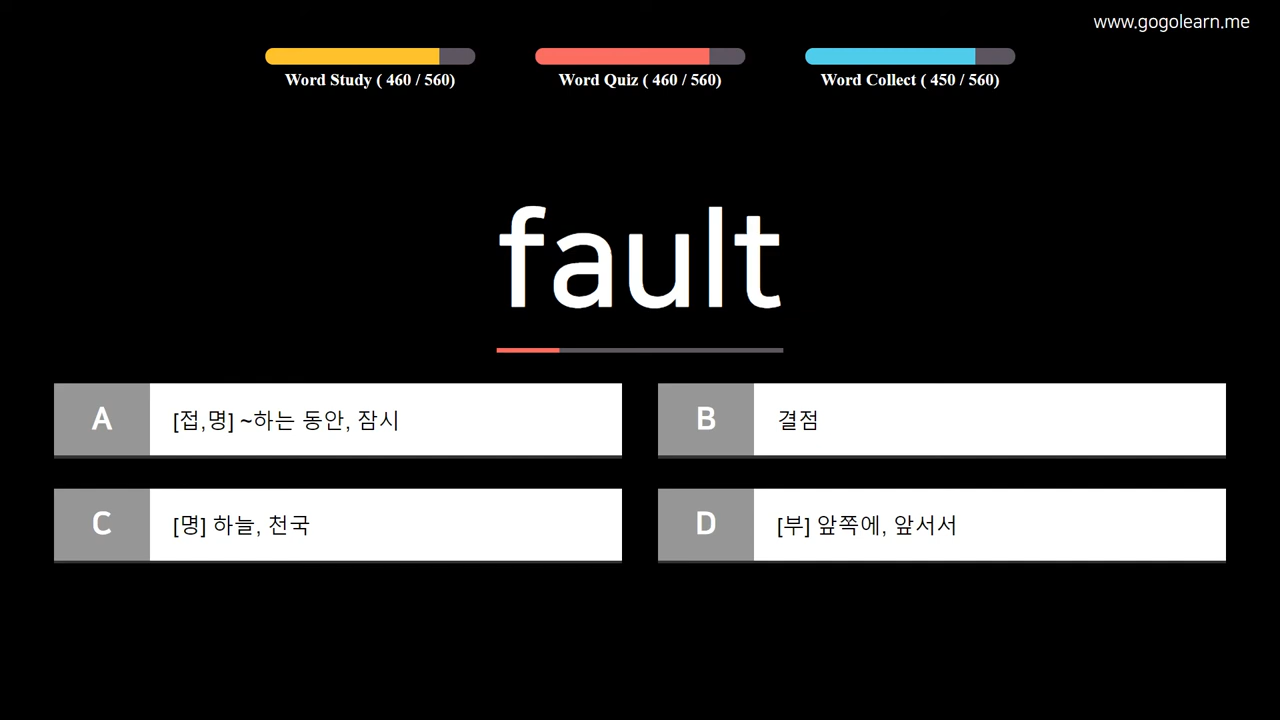 www.gogolearn.me
Word Study ( 460 / 560)
Word Quiz ( 460 / 560)
Word Collect ( 450 / 560)
fault
A
[접,명] ~하는 동안, 잠시
B
결점
C
[명] 하늘, 천국
D
[부] 앞쪽에, 앞서서